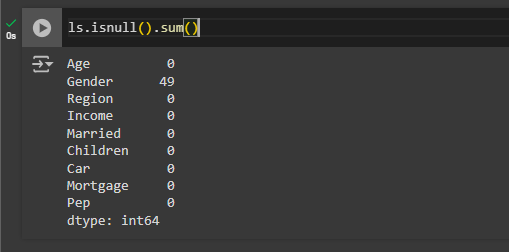 ls.isnull().sum()
0s
Age 0
Gender 49
Region 0
Income 0
Married 0
Children 0
Car 0
Mortgage 0
Pep 0
dtype: int64